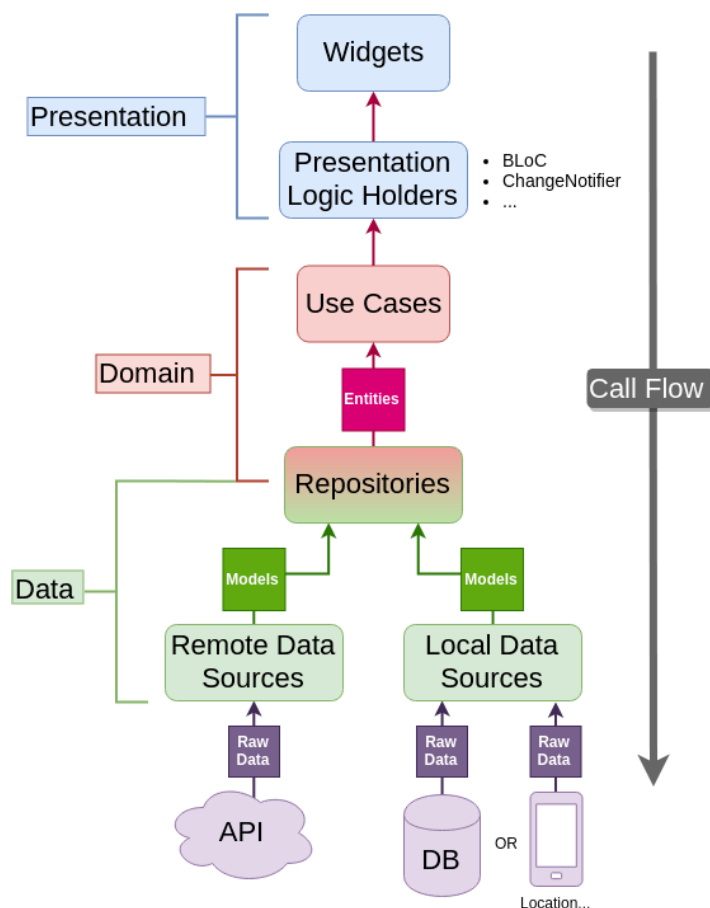 Widgets
Presentation
Presentation
Logic Holders
• BLoC
• ChangeNotifier
• ...
Use Cases
Domain
Call Flow
Entities
Repositories
Data
Models
Models
Remote Data
Sources
Local Data
Sources
Raw
Data
Raw
Data
Raw
Data
API
DB
OR
Location...